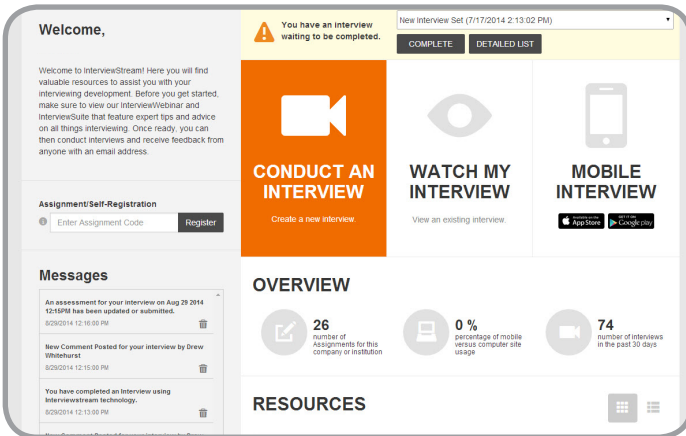 Welcome,
Welcome to InterviewStream! Here you will find
valuable resources to assist you with your
interviewing development. Before you get started,
make sure to view our InterviewWebinar and
InterviewSuite that feature expert tips and advice
on all things interviewing. Once ready, you can
then conduct interviews and receive feedback from
anyone with an email address.
Assignment/Self-Registration
Enter Assignment Code
Register
Messages
An assessment for your interview on Aug 29 2014
12:15PM has been updated or submitted.
8/29/2014 12:16:00 PM
New Comment Posted for your interview by Drew
Whitehurst
8/29/2014 12:15:00 PM
You have completed an Interview using
Interviewstream technology.
8/29/2014 12:13:00 PM
You have an interview
waiting to be completed.
New Interview Set (7/17/2014 2:13:02 PM)
COMPLETE
DETAILED LIST
CONDUCT AN
INTERVIEW
Create a new interview.
WATCH MY
INTERVIEW
View an existing interview.
MOBILE
INTERVIEW
Available on the
App Store
GET IT ON
Google play
OVERVIEW
26
number of
Assignments for this
company or institution
0 %
percentage of mobile
versus computer site
usage
74
number of interviews
in the past 30 days
RESOURCES